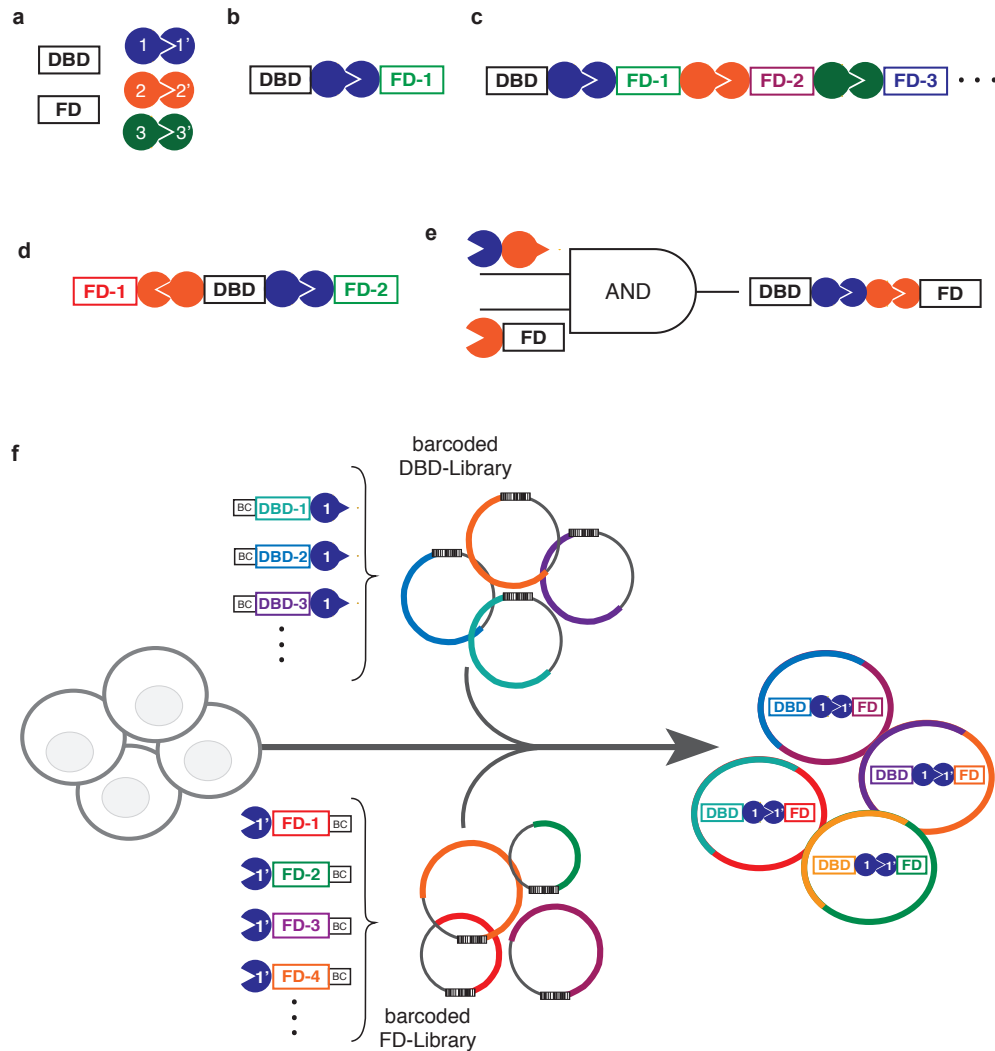 a
DBD
FD
1 1'
2 2'
3 3'
b
DBD FD-1
c
DBD FD-1 FD-2 FD-3 • • •
d
FD-1 DBD FD-2
e
FD
AND
DBD FD
f
barcoded
DBD-Library
BC DBD-1 1
BC DBD-2 1
BC DBD-3 1
1' FD-1 BC
1' FD-2 BC
1' FD-3 BC
1' FD-4 BC
barcoded
FD-Library
DBD 1 1' FD
DBD 1 1' FD
DBD 1 1' FD
DBD 1 1' FD